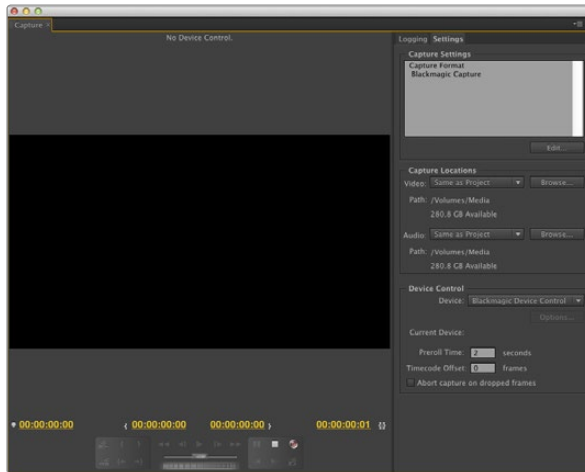 Capture ×
No Device Control.
Logging Settings
Capture Settings
Capture Format
Blackmagic Capture
Edit...
Capture Locations
Video: Same as Project Browse...
Path: /Volumes/Media
280.8 GB Available
Audio: Same as Project Browse...
Path: /Volumes/Media
280.8 GB Available
Device Control
Device: Blackmagic Device Control
Options...
Current Device:
Preroll Time: 2 seconds
Timecode Offset: 0 frames
Abort capture on dropped frames
00:00:00:00 { 00:00:00:00 00:00:00:00 } 00:00:00:01 {}